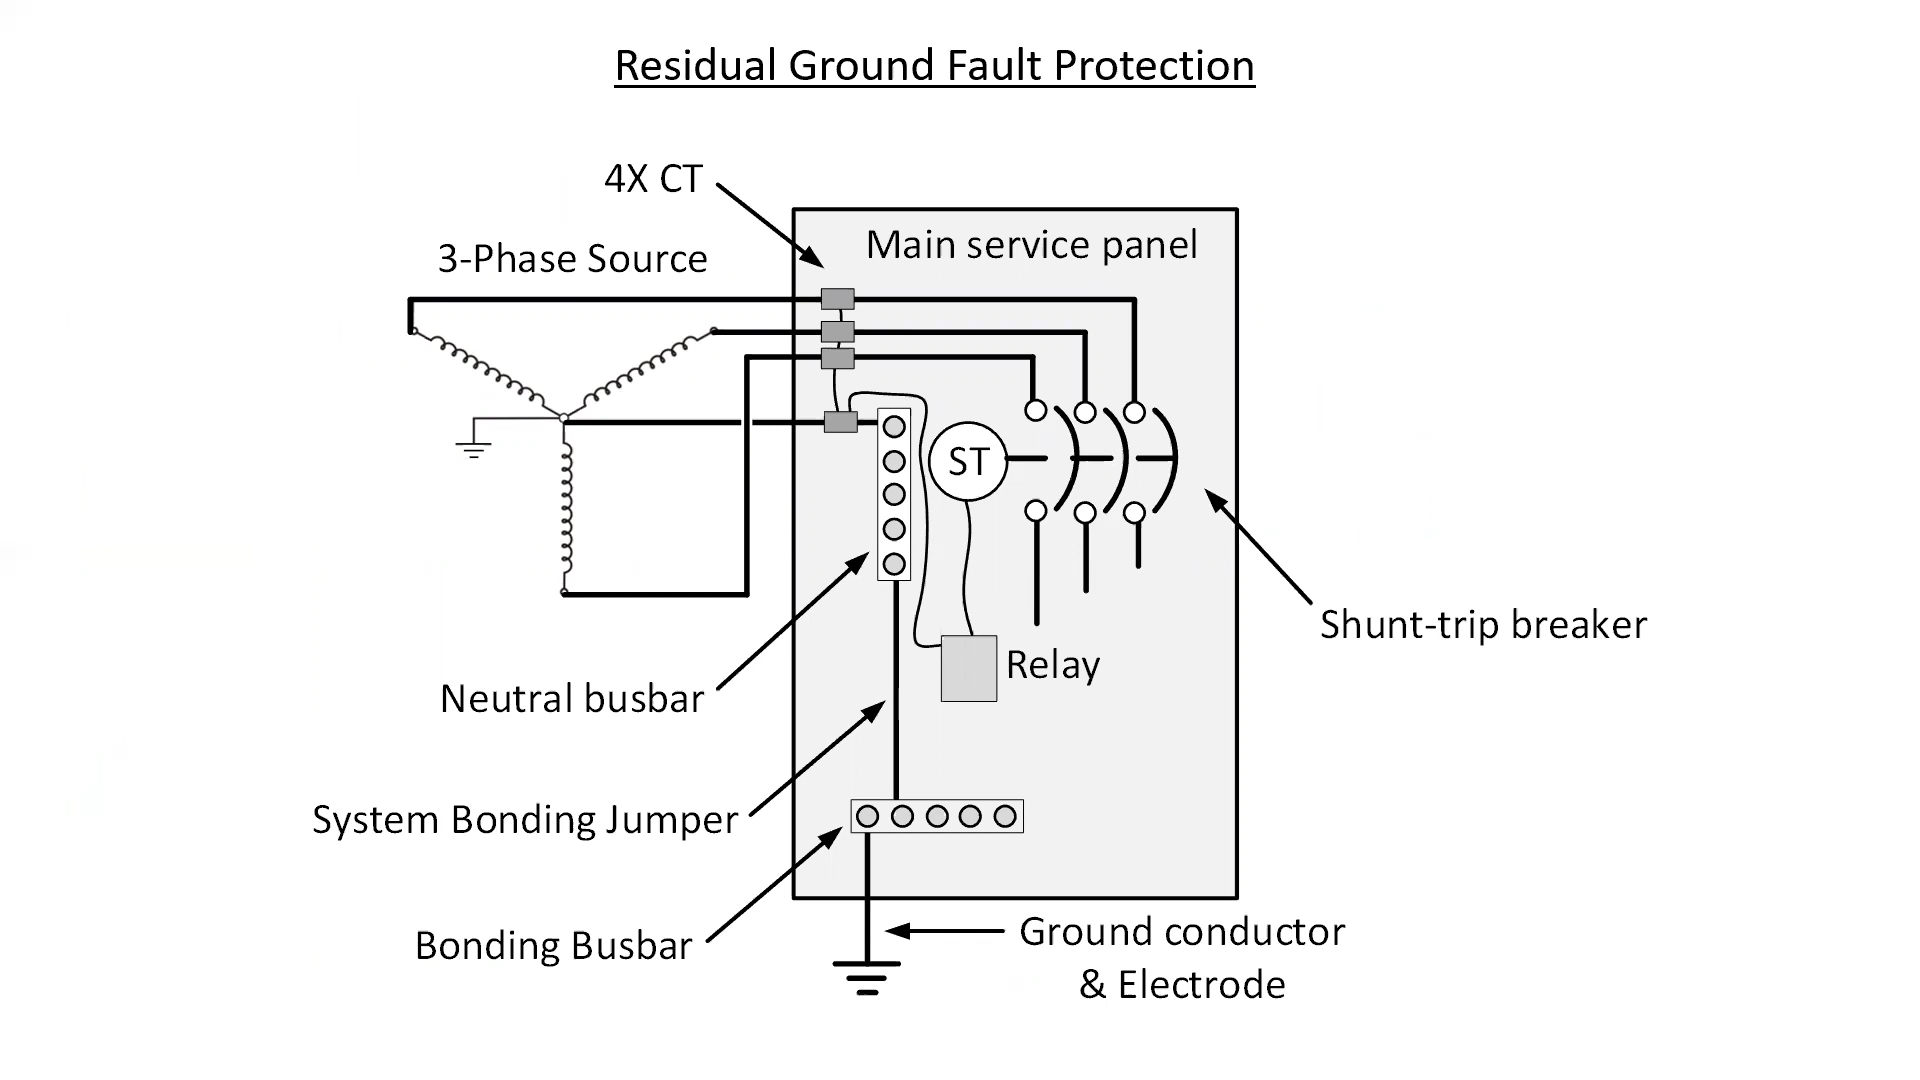 Residual Ground Fault Protection
4X CT
3-Phase Source
Main service panel
ST
Shunt-trip breaker
Relay
Neutral busbar
System Bonding Jumper
Bonding Busbar
Ground conductor
& Electrode